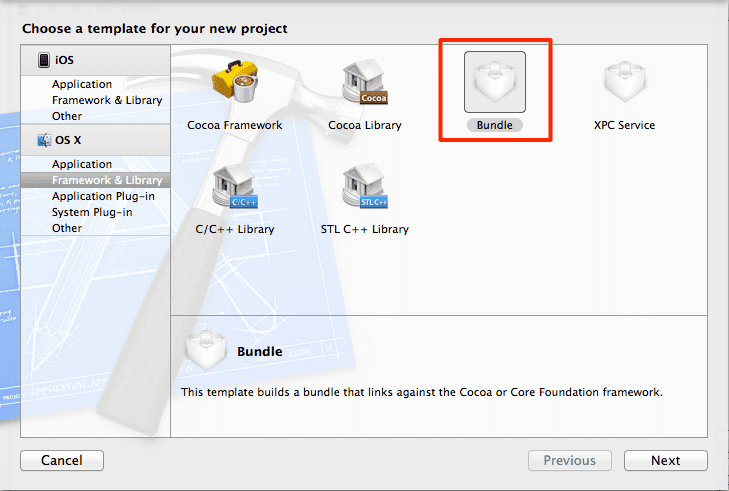 Choose a template for your new project
iOS
Application
Framework & Library
Other
OS X
Application
Framework & Library
Application Plug-in
System Plug-in
Other
Cocoa
Cocoa Framework
Cocoa Library
Bundle
XPC Service
C/C++
STL C++
C/C++ Library
STL C++ Library
Bundle
This template builds a bundle that links against the Cocoa or Core Foundation framework.
Cancel
Previous
Next